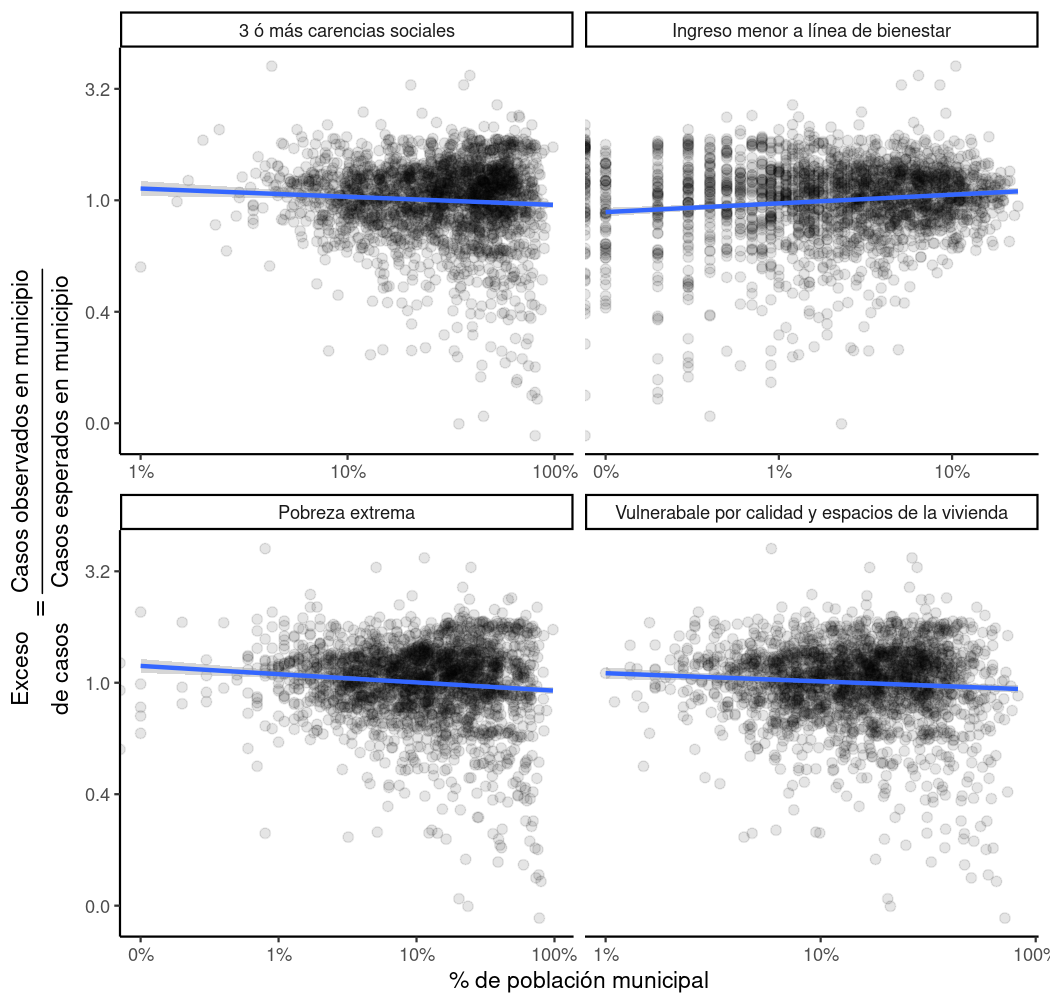 3 ó más carencias sociales
Ingreso menor a línea de bienestar
3.2
1.0
0.4
0.0
1%
10%
100%
0%
1%
10%
Pobreza extrema
Vulnerabale por calidad y espacios de la vivienda
3.2
1.0
0.4
0.0
0%
1%
10%
100%
1%
10%
100%
% de población municipal
Exceso
de casos
=
Casos observados en municipio
Casos esperados en municipio